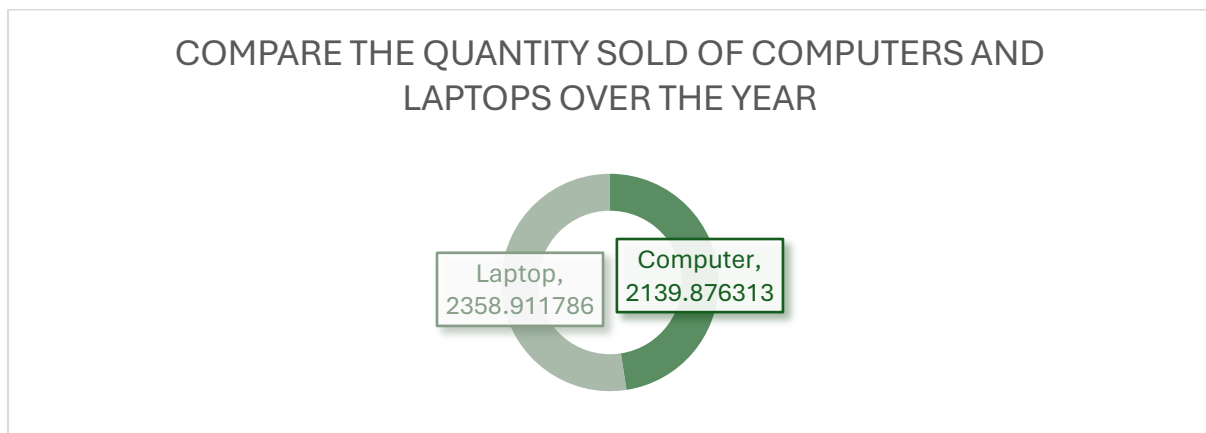 COMPARE THE QUANTITY SOLD OF COMPUTERS AND
LAPTOPS OVER THE YEAR
Laptop,
2358.911786
Computer,
2139.876313